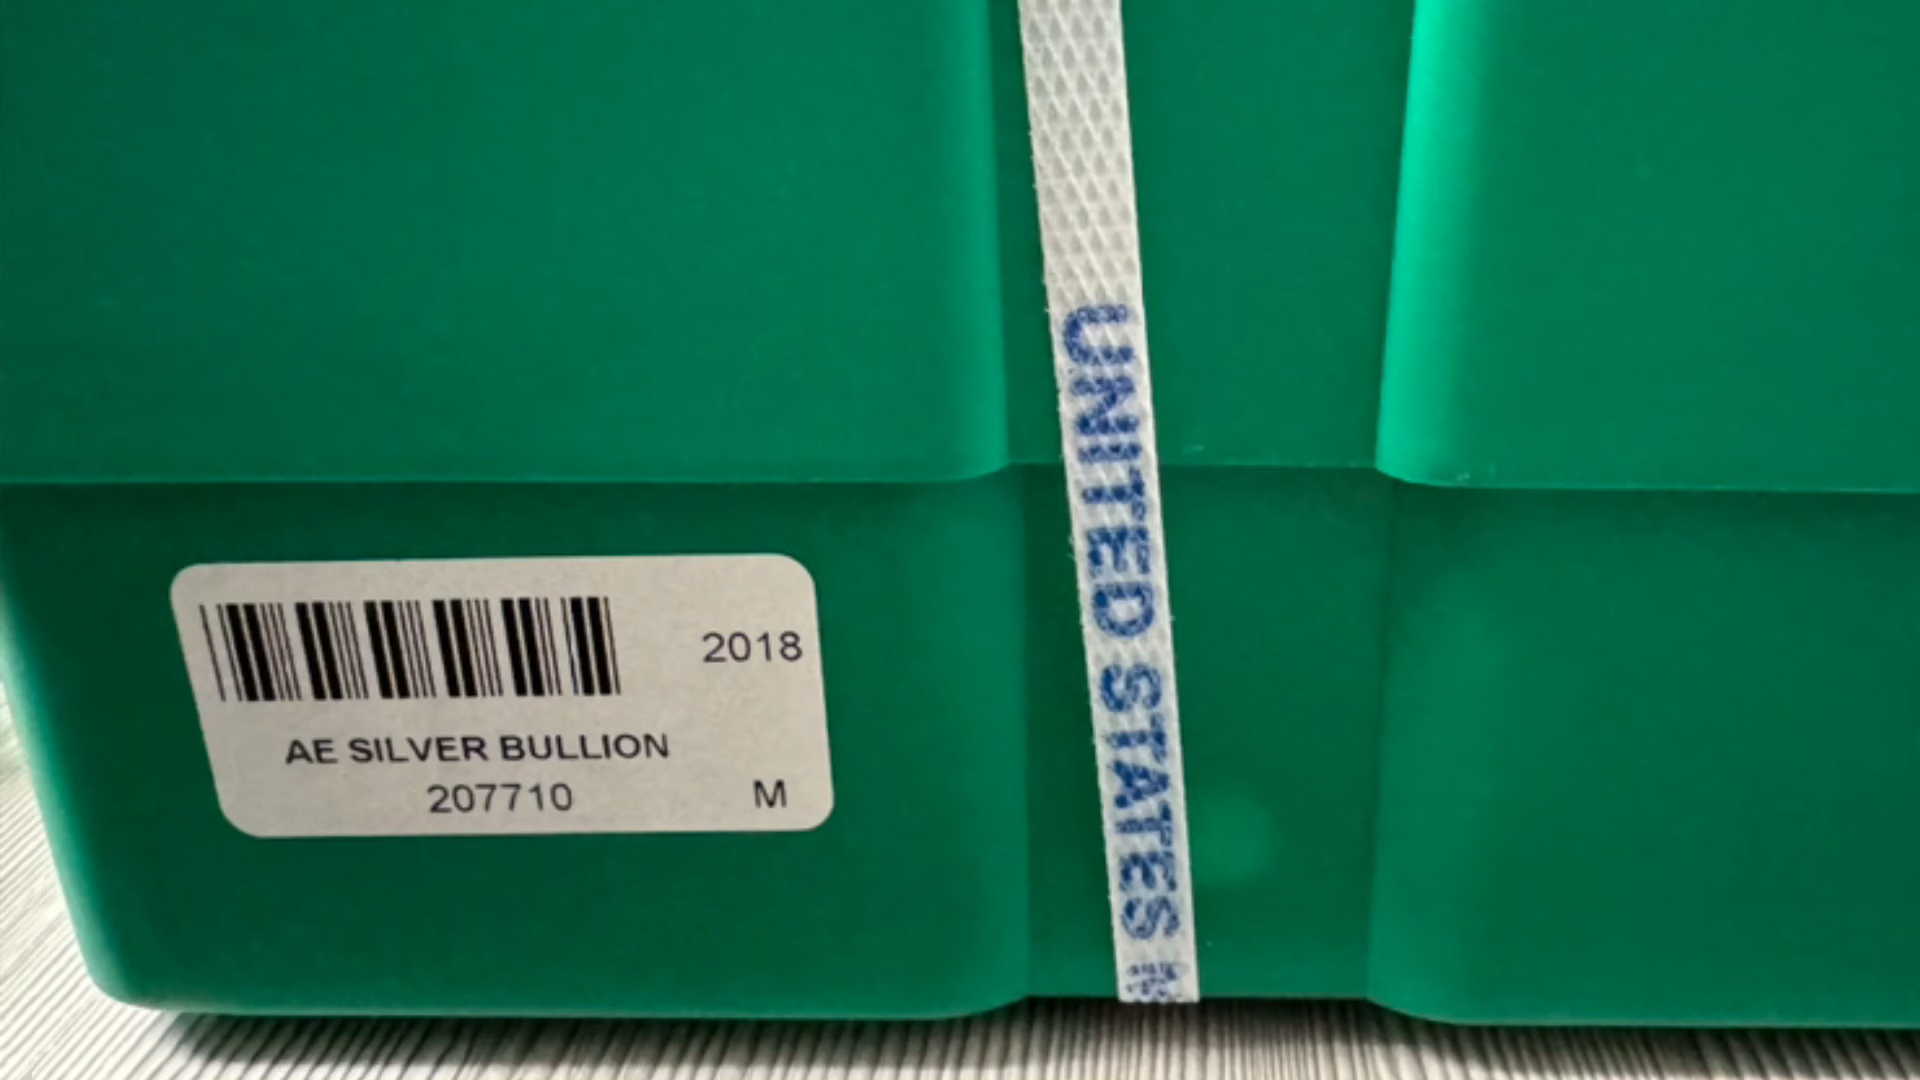 2018
AE SILVER BULLION
207710
M
UNITED STATES